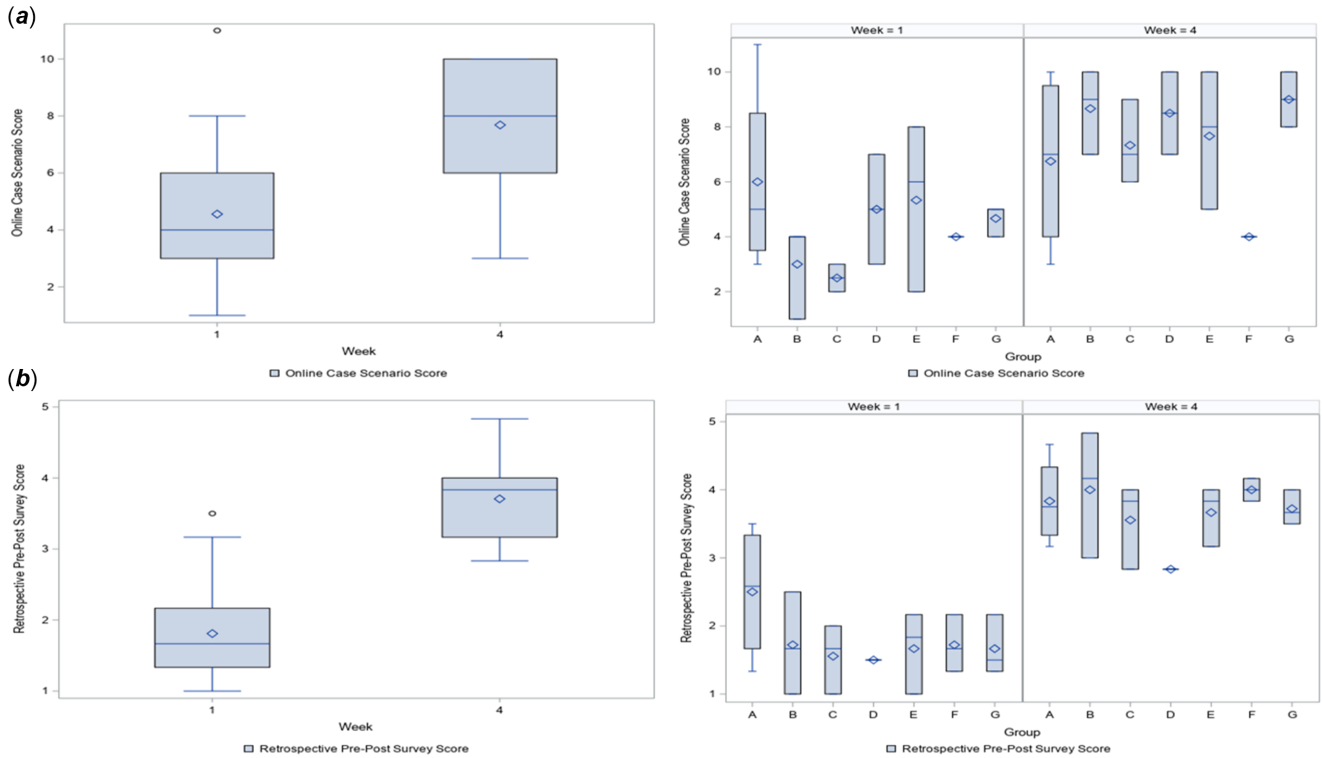 (a)
Online Case Scenario Score
10
8
6
4
2
1 4
Week
Online Case Scenario Score
Week = 1 Week = 4
Online Case Scenario Score
10
8
6
4
2
A B C D E F G A B C D E F G
Group
Online Case Scenario Score
(b)
Retrospective Pre-Post Survey Score
5
4
3
2
1
1 4
Week
Retrospective Pre-Post Survey Score
Week = 1 Week = 4
Retrospective Pre-Post Survey Score
5
4
3
2
1
A B C D E F G A B C D E F G
Group
Retrospective Pre-Post Survey Score